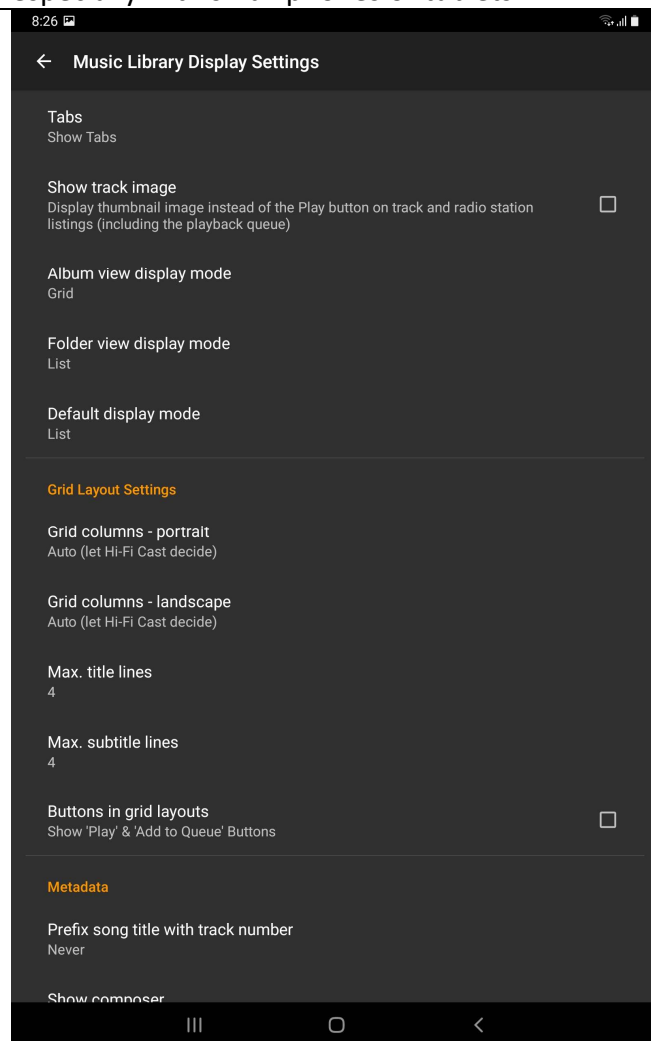 8:26
Music Library Display Settings
Tabs
Show Tabs
Show track image
Display thumbnail image instead of the Play button on track and radio station
listings (including the playback queue)
Album view display mode
Grid
Folder view display mode
List
Default display mode
List
Grid Layout Settings
Grid columns - portrait
Auto (let Hi-Fi Cast decide)
Grid columns - landscape
Auto (let Hi-Fi Cast decide)
Max. title lines
4
Max. subtitle lines
4
Buttons in grid layouts
Show 'Play' & 'Add to Queue' Buttons
Metadata
Prefix song title with track number
Never
Show composer